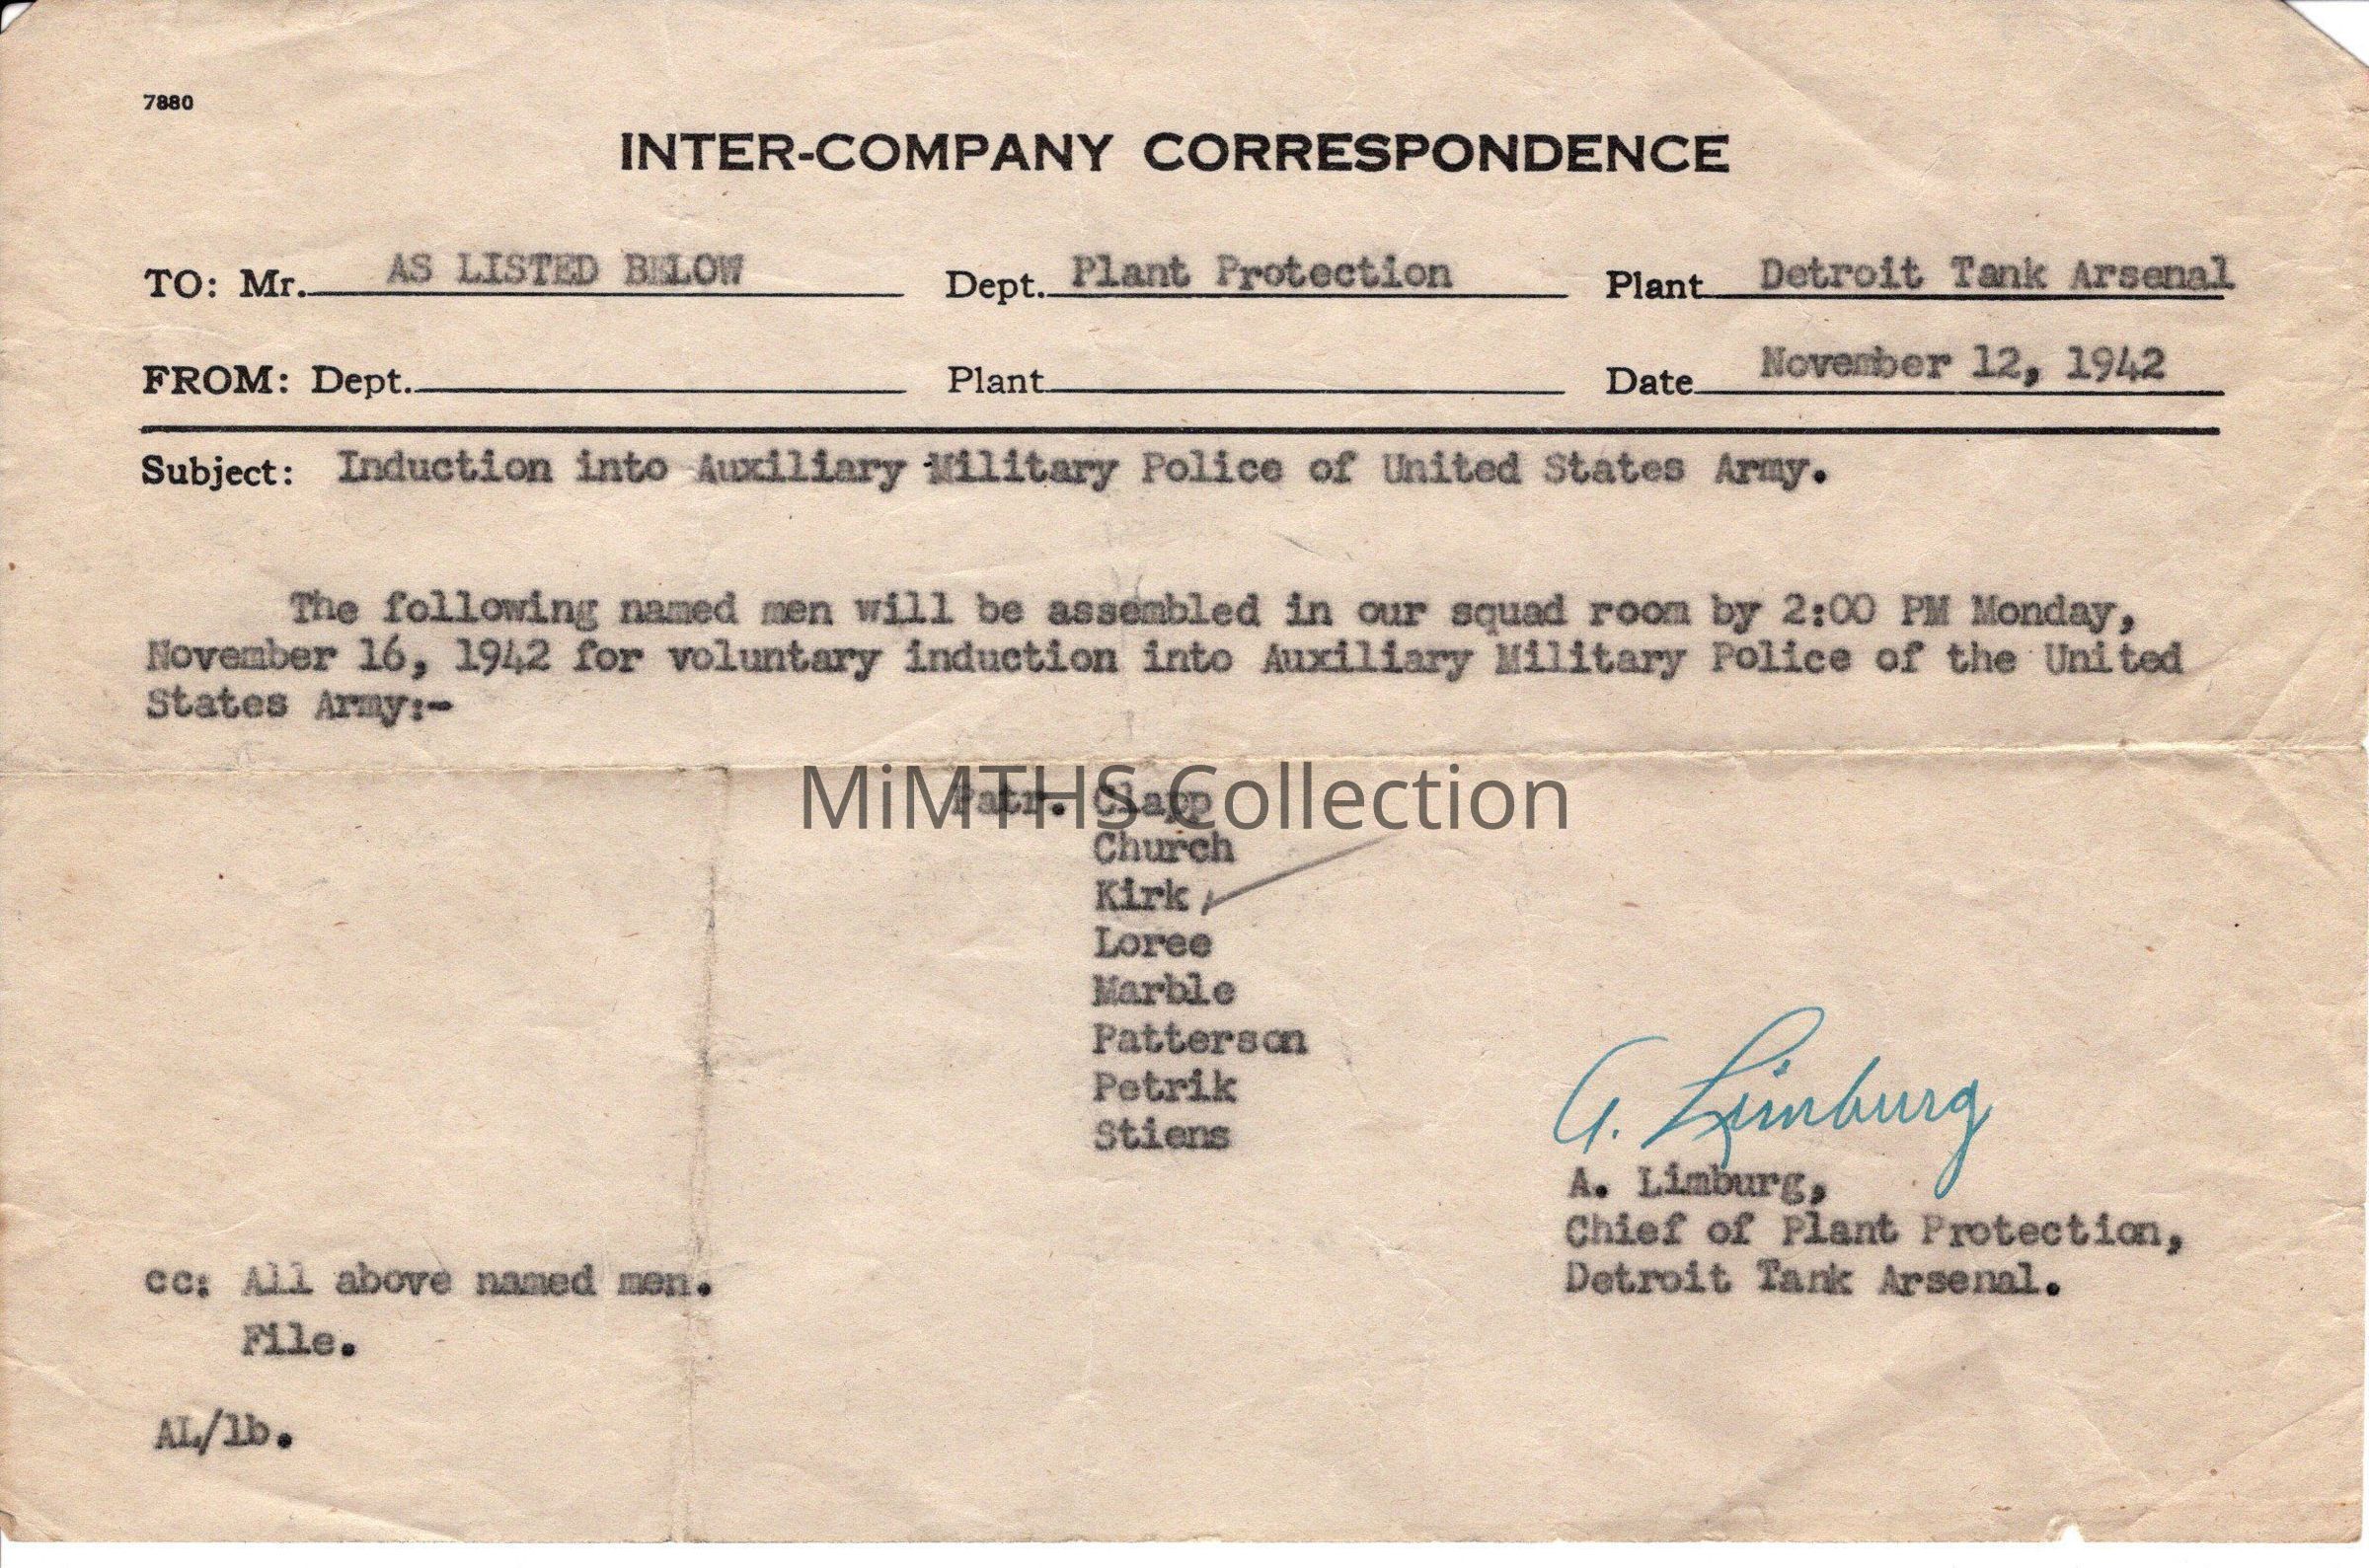 7880
INTER-COMPANY CORRESPONDENCE
TO: Mr. AS LISTED BELOW Dept. Plant Protection Plant Detroit Tank Arsenal
FROM: Dept. Plant Date November 12, 1942
Subject: Induction into Auxiliary Military Police of United States Army.
The following named men will be assembled in our squad room by 2:00 PM Monday,
November 16, 1942 for voluntary induction into Auxiliary Military Police of the United
States Army:-
MiMTHS Collection
Patr. Clapp
Church
Kirk
Loree
Marble
Patterson
Petrik
Stiens
A. Limburg
A. Limburg,
Chief of Plant Protection,
Detroit Tank Arsenal.
cc: All above named men.
File.
AL/lb.